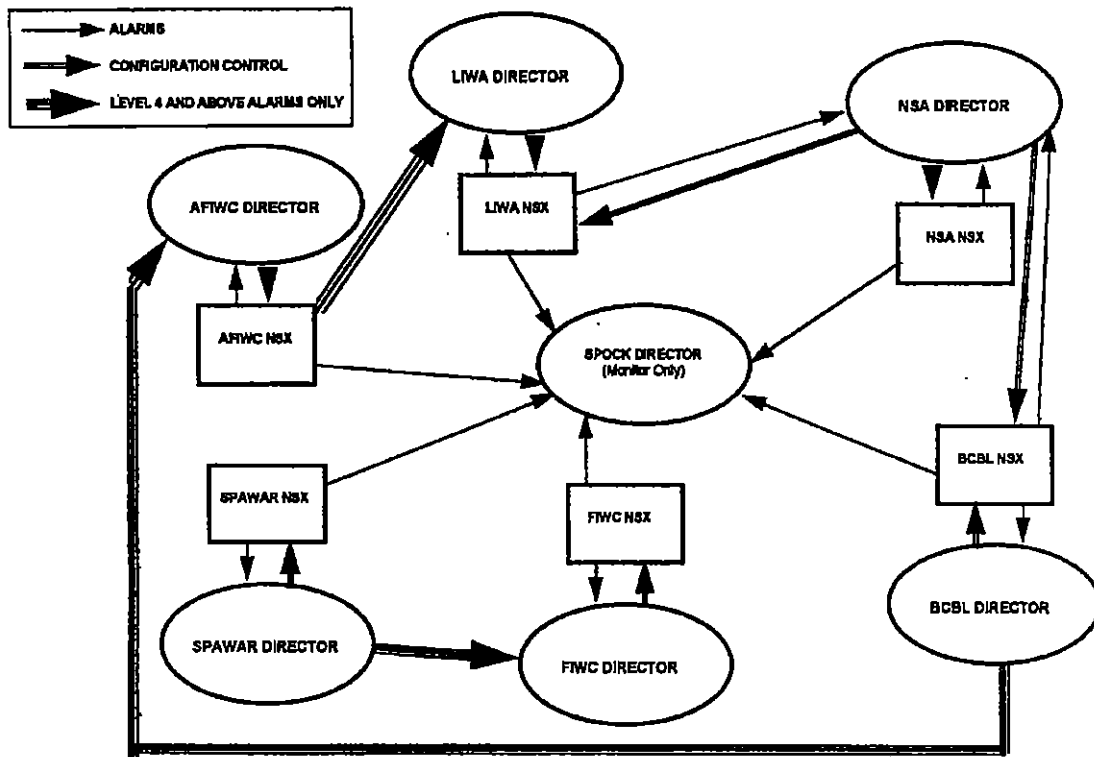 ALARMS
CONFIGURATION CONTROL
LEVEL 4 AND ABOVE ALARMS ONLY
LIWA DIRECTOR
NSA DIRECTOR
AFIWC DIRECTOR
LIWA NSX
NSA NSX
AFIWC NSX
SPOCK DIRECTOR
(Monitor Only)
BCBL NSX
SPAWAR NSX
FIWC NSX
BCBL DIRECTOR
SPAWAR DIRECTOR
FIWC DIRECTOR